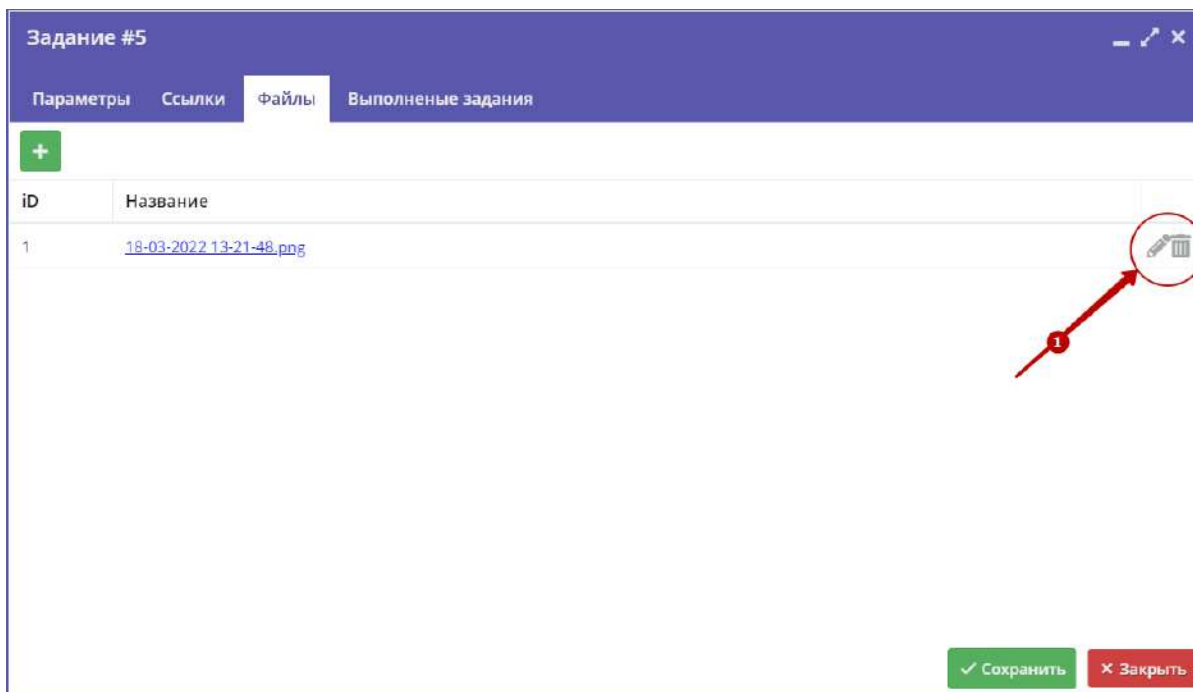 Задание #5
Параметры Ссылки Файлы Выполненые задания
iD Название
1 18-03-2022 13-21-48.png
1
Сохранить Закрыть